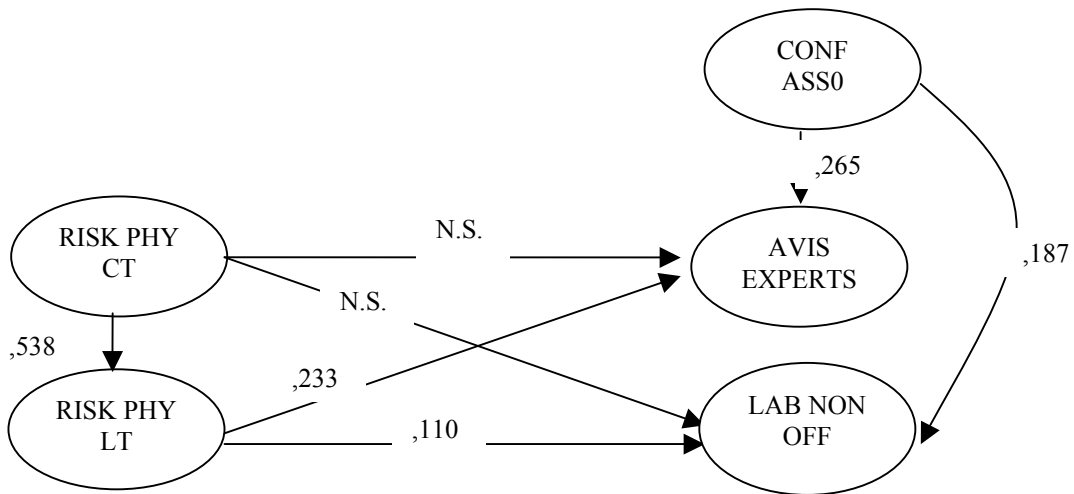 CONF
ASS0
,265
N.S.
RISK PHY
CT
AVIS
EXPERTS
,187
N.S.
,538
,233
RISK PHY
LT
LAB NON
OFF
,110